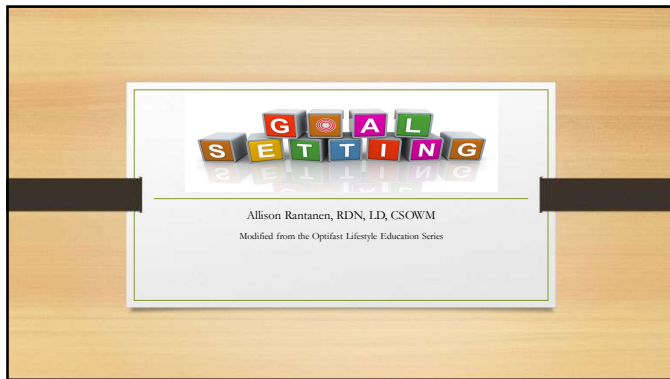 GOAL
SETTING
Allison Rantanen, RDN, LD, CSOWM
Modified from the Optifast Lifestyle Education Series